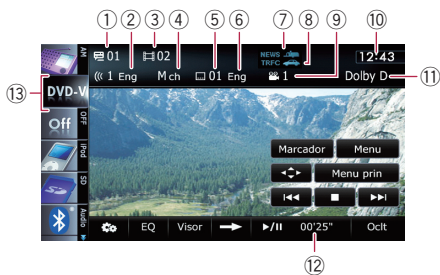 ① ② ③ ④ ⑤ ⑥ ⑦ ⑧ ⑨ ⑩
01 02 NEWS 12:43
TRFC
1 Eng M ch 01 Eng 1 Dolby D ⑪
⑬
AM
DVD-Vi
OFF
Off
iPod
SD
Audio
Marcador Menu
Menu prin
EQ Visor 00'25" Oclt
⑫